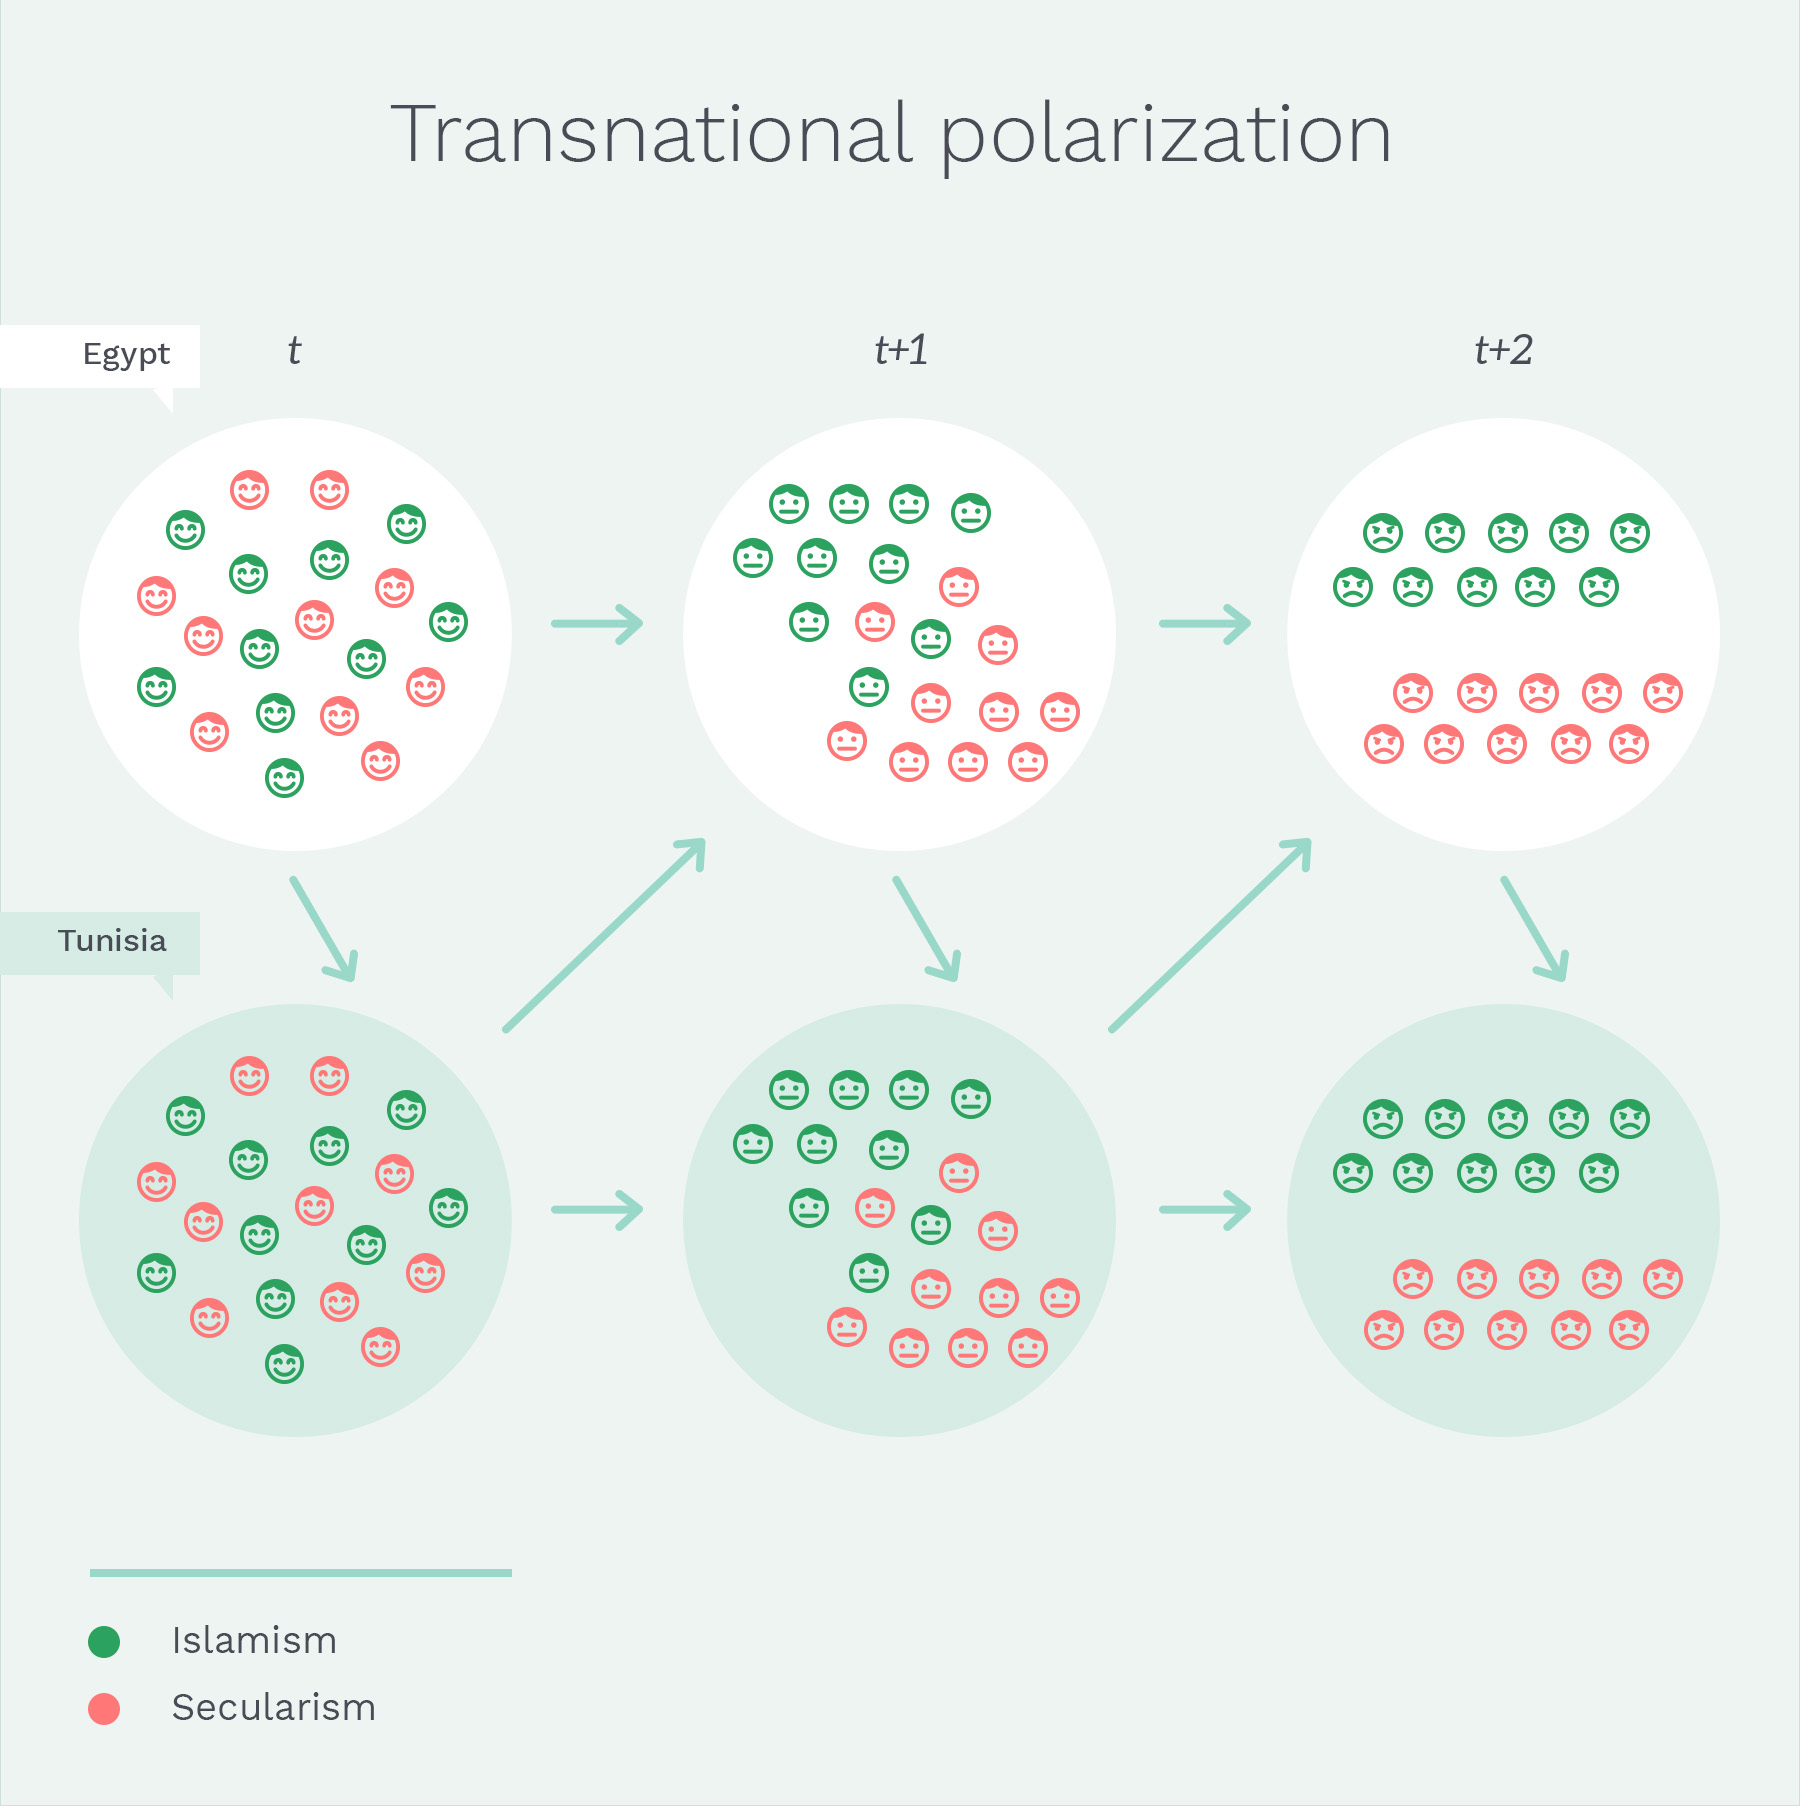 Transnational polarization
Egypt
t
t+1
t+2
Tunisia
Islamism
Secularism